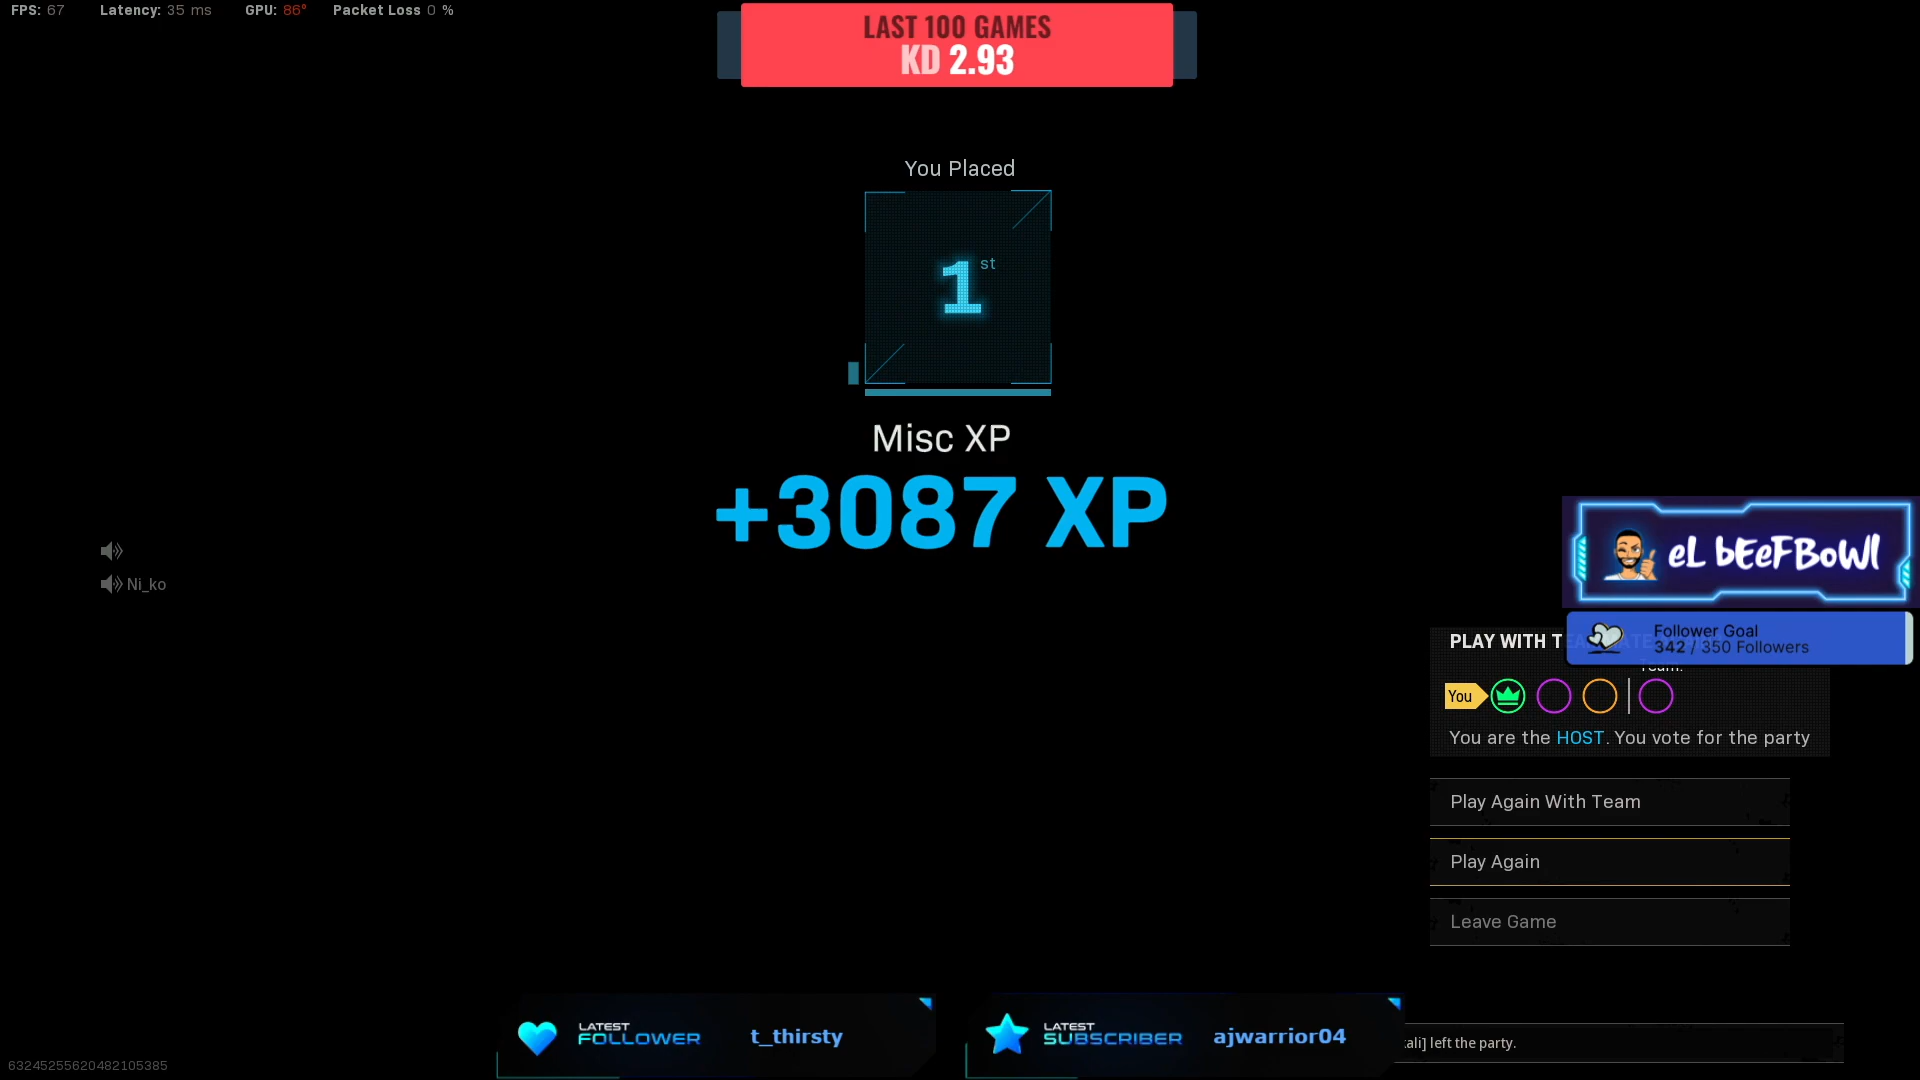 FPS: 67 Latency: 35 ms GPU: 86° Packet Loss 0 %
LAST 100 GAMES
KD 2.93
You Placed
1st
Misc XP
+3087 XP
Ni_ko
eL bEeFBoWl
Follower Goal
342 / 350 Followers
PLAY WITH
You
You are the HOST. You vote for the party
Play Again With Team
Play Again
Leave Game
LATEST
FOLLOWER
t_thirsty
LATEST
SUBSCRIBER
ajwarrior04
left the party.
63245255620482105385